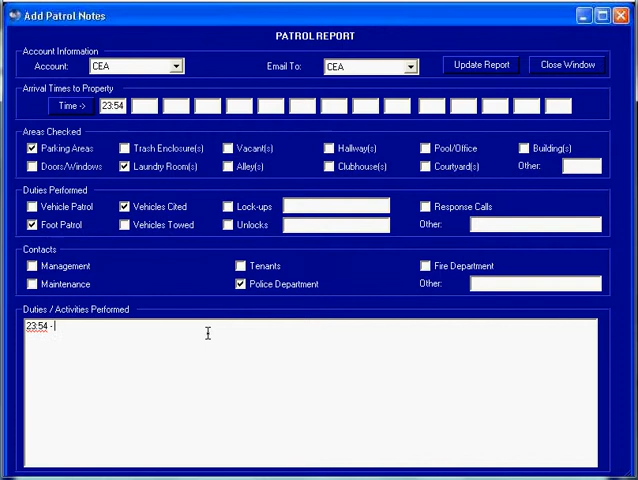 Add Patrol Notes
PATROL REPORT
Account Information
Account: CEA Email To: CEA Update Report Close Window
Arrival Times to Property
Time -> 23:54
Areas Checked
Parking Areas Trash Enclosure(s) Vacant(s) Hallway(s) Pool/Office Building(s)
Doors/Windows Laundry Room(s) Alley(s) Clubhouse(s) Courtyard(s) Other:
Duties Performed
Vehicle Patrol Vehicles Cited Lock-ups Response Calls
Foot Patrol Vehicles Towed Unlocks Other:
Contacts
Management Tenants Fire Department
Maintenance Police Department Other:
Duties / Activities Performed
23:54 -